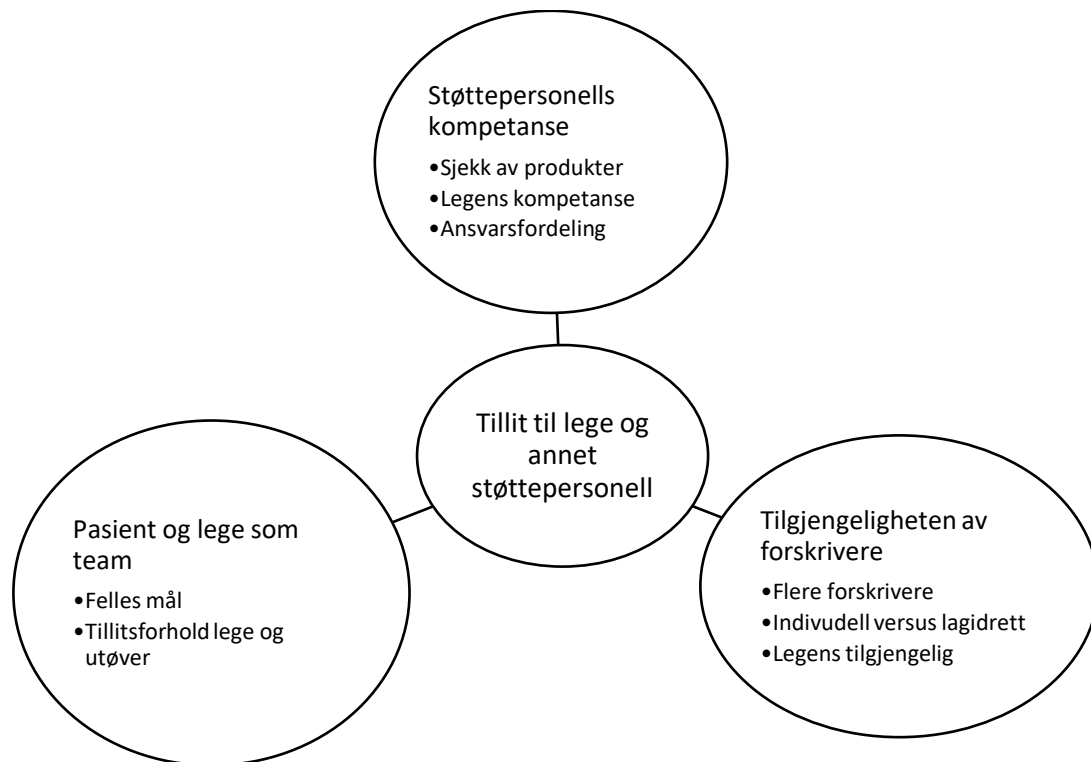 Støttepersonells
kompetanse
•Sjekk av produkter
•Legens kompetanse
•Ansvarsfordeling
Tillit til lege og
annet
støttepersonell
Pasient og lege som
team
•Felles mål
•Tillitsforhold lege og
utøver
Tilgjengeligheten av
forskrivere
•Flere forskrivere
•Indivudell versus lagidrett
•Legens tilgjengelig